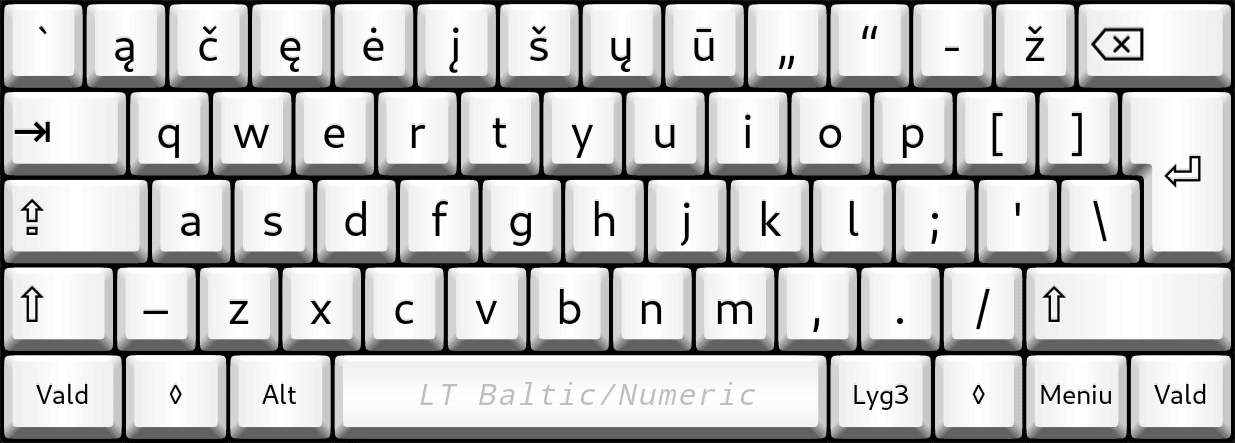 ` ą č ę ė į š ų ū „ “ - ž ⌫
⇥ q w e r t y u i o p [ ]
⇪ a s d f g h j k l ; ' \ ⏎
⇧ – z x c v b n m , . / ⇧
Vald ◊ Alt LT Baltic/Numeric Lyg3 ◊ Meniu Vald